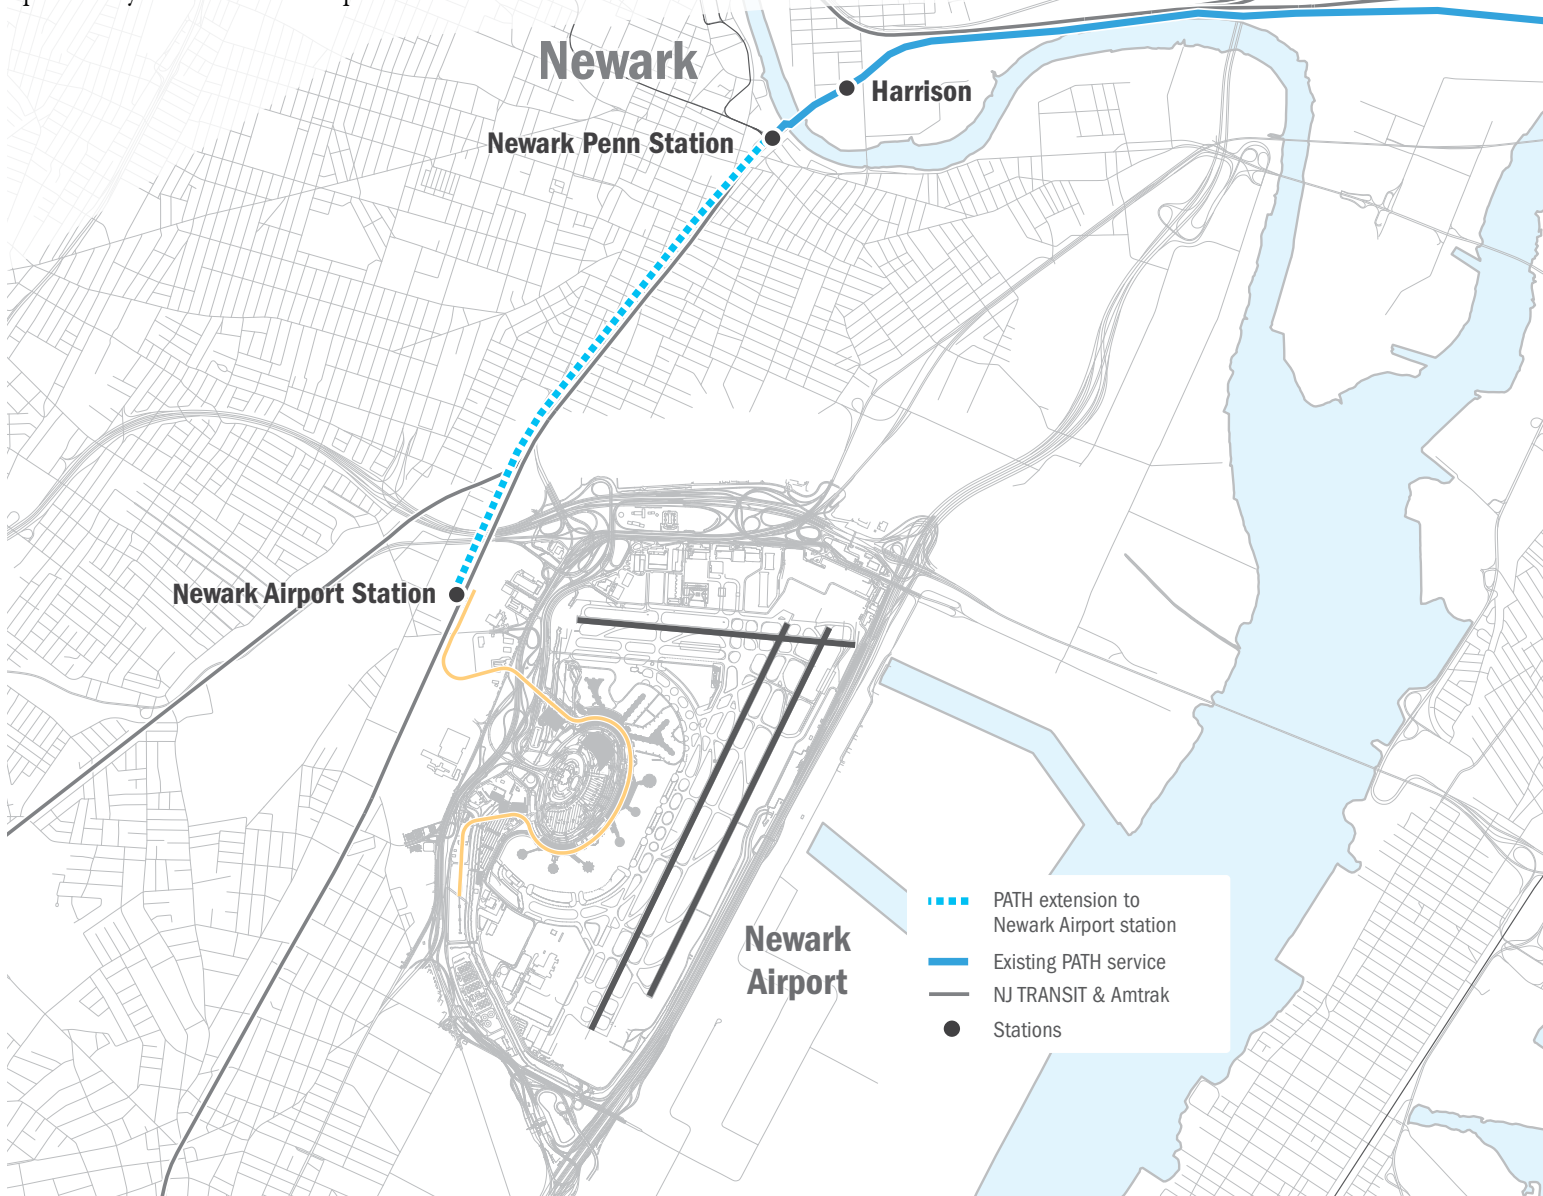 Newark
Harrison
Newark Penn Station
Newark Airport Station
Newark
Airport
PATH extension to
Newark Airport station
Existing PATH service
NJ TRANSIT & Amtrak
Stations